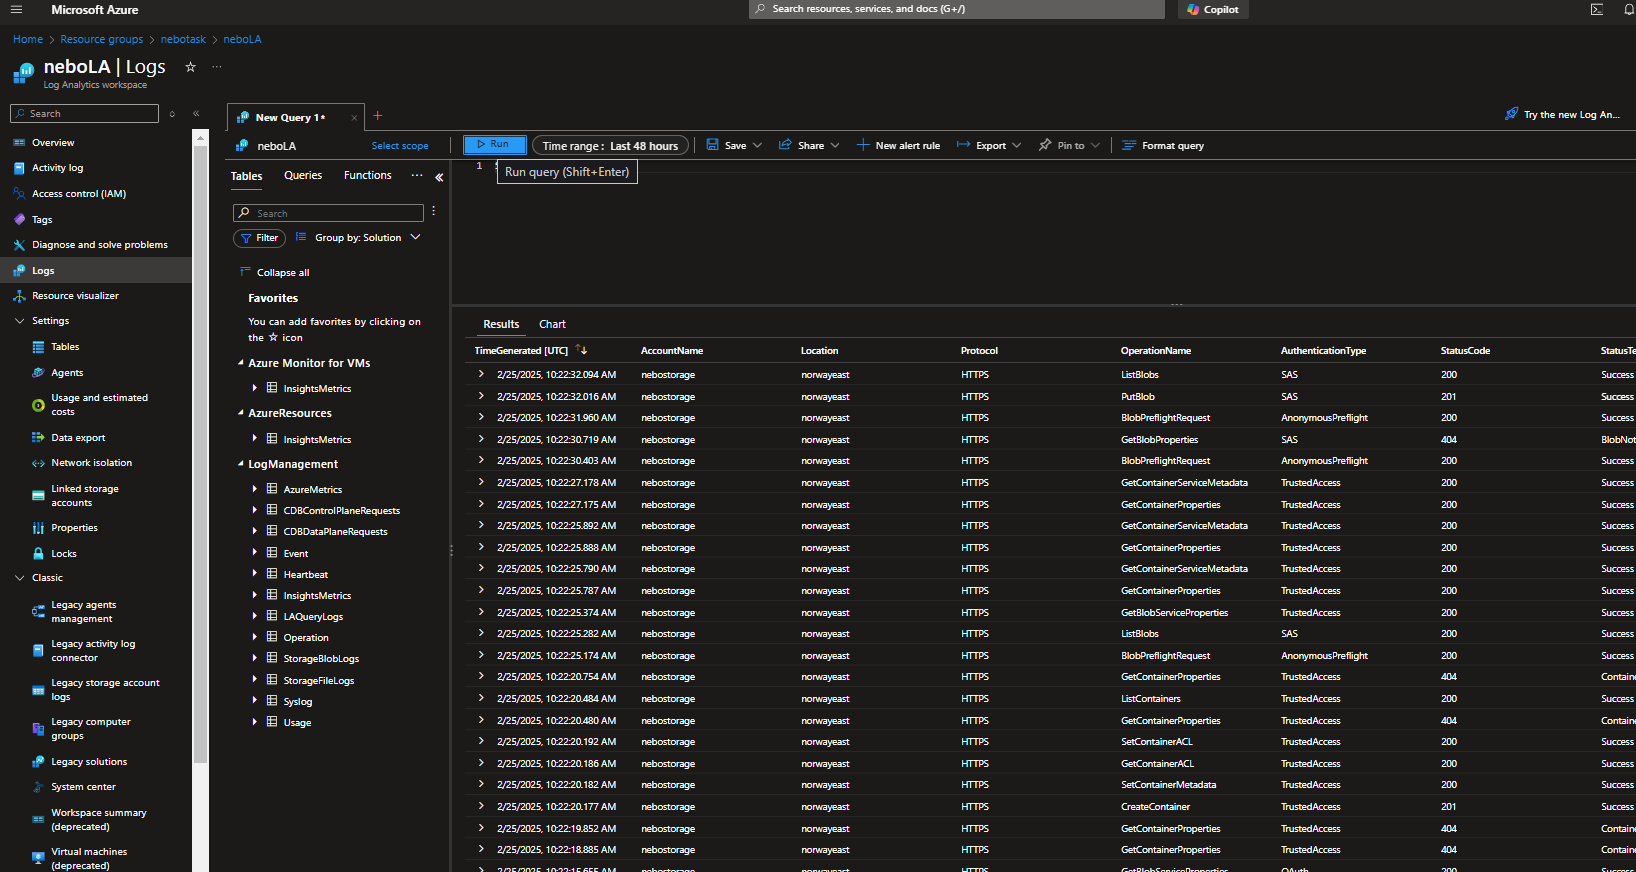 Microsoft Azure
Search resources, services, and docs (G+/)
Copilot
Home > Resource groups > nebotask > neboLA
neboLA | Logs
Log Analytics workspace
Search
Overview
Activity log
Access control (IAM)
Tags
Diagnose and solve problems
Logs
Resource visualizer
Settings
Tables
Agents
Usage and estimated
costs
Data export
Network isolation
Linked storage
accounts
Properties
Locks
Classic
Legacy agents
management
Legacy activity log
connector
Legacy storage account
logs
Legacy computer
groups
Legacy solutions
System center
Workspace summary
(deprecated)
Virtual machines
(deprecated)
New Query 1*
Try the new Log An...
neboLA
Select scope
Run
Time range : Last 48 hours
Save
Share
New alert rule
Export
Pin to
Format query
Run query (Shift+Enter)
1
Tables Queries Functions
Search
Filter
Group by: Solution
Collapse all
Favorites
You can add favorites by clicking on
the ☆ icon
Azure Monitor for VMs
InsightsMetrics
AzureResources
InsightsMetrics
LogManagement
AzureMetrics
CDBControlPlaneRequests
CDBDataPlaneRequests
Event
Heartbeat
InsightsMetrics
LAQueryLogs
Operation
StorageBlobLogs
StorageFileLogs
Syslog
Usage
Results Chart
TimeGenerated [UTC] AccountName Location Protocol OperationName AuthenticationType StatusCode StatusTe
2/25/2025, 10:22:32.094 AM nebostorage norwayeast HTTPS ListBlobs SAS 200 Success
2/25/2025, 10:22:32.016 AM nebostorage norwayeast HTTPS PutBlob SAS 201 Success
2/25/2025, 10:22:31.960 AM nebostorage norwayeast HTTPS BlobPreflightRequest AnonymousPreflight 200 Success
2/25/2025, 10:22:30.719 AM nebostorage norwayeast HTTPS GetBlobProperties SAS 404 BlobNot
2/25/2025, 10:22:30.403 AM nebostorage norwayeast HTTPS BlobPreflightRequest AnonymousPreflight 200 Success
2/25/2025, 10:22:27.178 AM nebostorage norwayeast HTTPS GetContainerServiceMetadata TrustedAccess 200 Success
2/25/2025, 10:22:27.175 AM nebostorage norwayeast HTTPS GetContainerProperties TrustedAccess 200 Success
2/25/2025, 10:22:25.892 AM nebostorage norwayeast HTTPS GetContainerServiceMetadata TrustedAccess 200 Success
2/25/2025, 10:22:25.888 AM nebostorage norwayeast HTTPS GetContainerProperties TrustedAccess 200 Success
2/25/2025, 10:22:25.790 AM nebostorage norwayeast HTTPS GetContainerServiceMetadata TrustedAccess 200 Success
2/25/2025, 10:22:25.787 AM nebostorage norwayeast HTTPS GetContainerProperties TrustedAccess 200 Success
2/25/2025, 10:22:25.374 AM nebostorage norwayeast HTTPS GetBlobServiceProperties TrustedAccess 200 Success
2/25/2025, 10:22:25.282 AM nebostorage norwayeast HTTPS ListBlobs SAS 200 Success
2/25/2025, 10:22:25.174 AM nebostorage norwayeast HTTPS BlobPreflightRequest AnonymousPreflight 200 Success
2/25/2025, 10:22:20.754 AM nebostorage norwayeast HTTPS GetContainerProperties TrustedAccess 404 Containe
2/25/2025, 10:22:20.484 AM nebostorage norwayeast HTTPS ListContainers TrustedAccess 200 Success
2/25/2025, 10:22:20.480 AM nebostorage norwayeast HTTPS GetContainerProperties TrustedAccess 404 Containe
2/25/2025, 10:22:20.192 AM nebostorage norwayeast HTTPS SetContainerACL TrustedAccess 200 Success
2/25/2025, 10:22:20.186 AM nebostorage norwayeast HTTPS GetContainerACL TrustedAccess 200 Success
2/25/2025, 10:22:20.182 AM nebostorage norwayeast HTTPS SetContainerMetadata TrustedAccess 200 Success
2/25/2025, 10:22:20.177 AM nebostorage norwayeast HTTPS CreateContainer TrustedAccess 201 Success
2/25/2025, 10:22:19.852 AM nebostorage norwayeast HTTPS GetContainerProperties TrustedAccess 404 Containe
2/25/2025, 10:22:18.885 AM nebostorage norwayeast HTTPS GetContainerProperties TrustedAccess 404 Containe
2/25/2025, 10:22:15.655 AM nebostorage norwayeast HTTPS GetBlobServiceProperties OAuth 200 Success